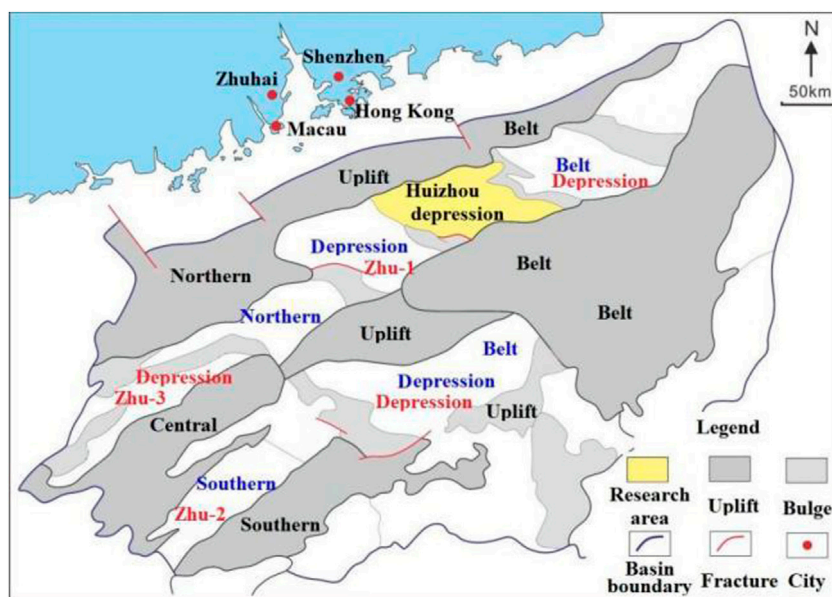 N
50km
Shenzhen
Zhuhai
Hong Kong
Macau
Belt
Belt
Depression
Uplift
Huizhou
depression
Depression
Zhu-1
Belt
Northern
Belt
Northern
Uplift
Belt
Depression
Zhu-3
Depression
Depression
Uplift
Central
Southern
Zhu-2
Southern
Legend
Research
area
Uplift
Bulge
Basin
boundary
Fracture
City